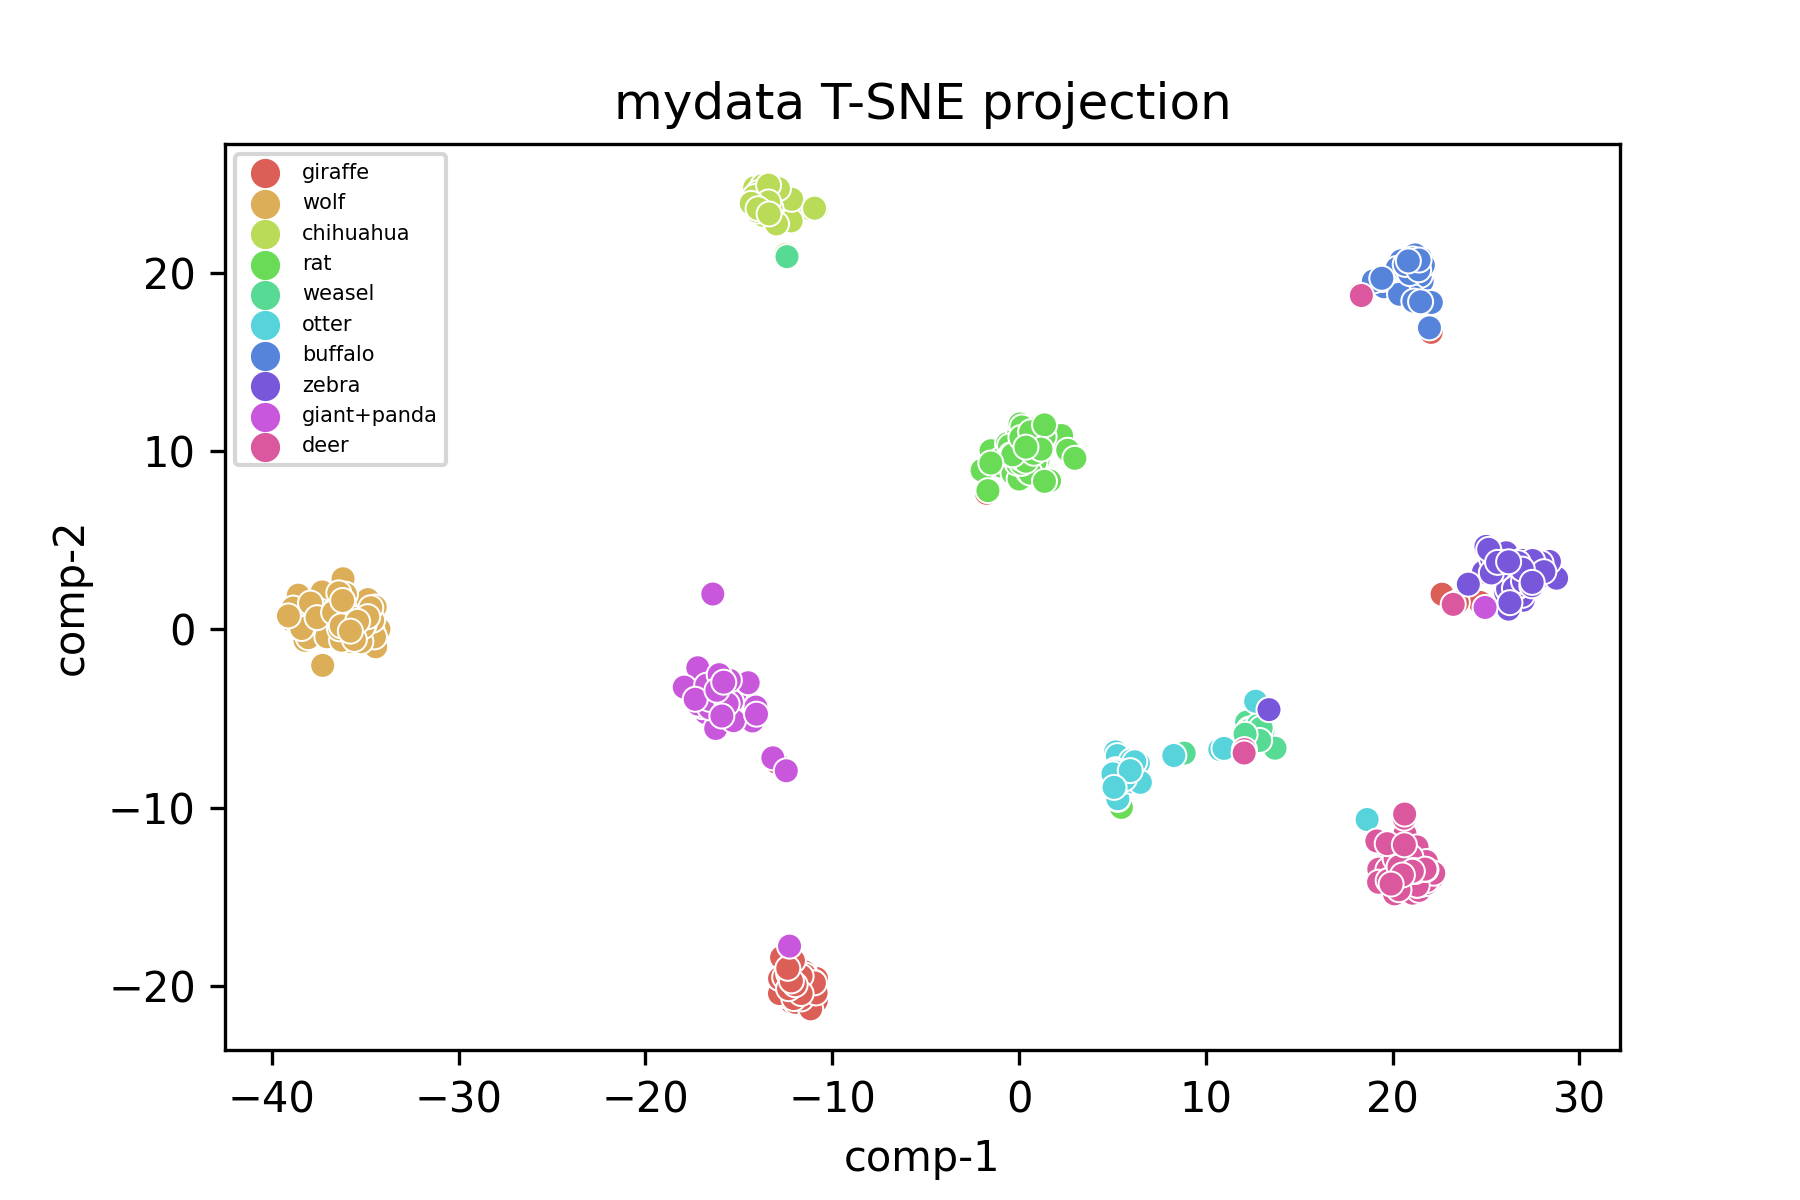 mydata T-SNE projection
giraffe
wolf
chihuahua
rat
weasel
otter
buffalo
zebra
giant+panda
deer
20
10
0
−10
−20
comp-2
−40 −30 −20 −10 0 10 20 30
comp-1